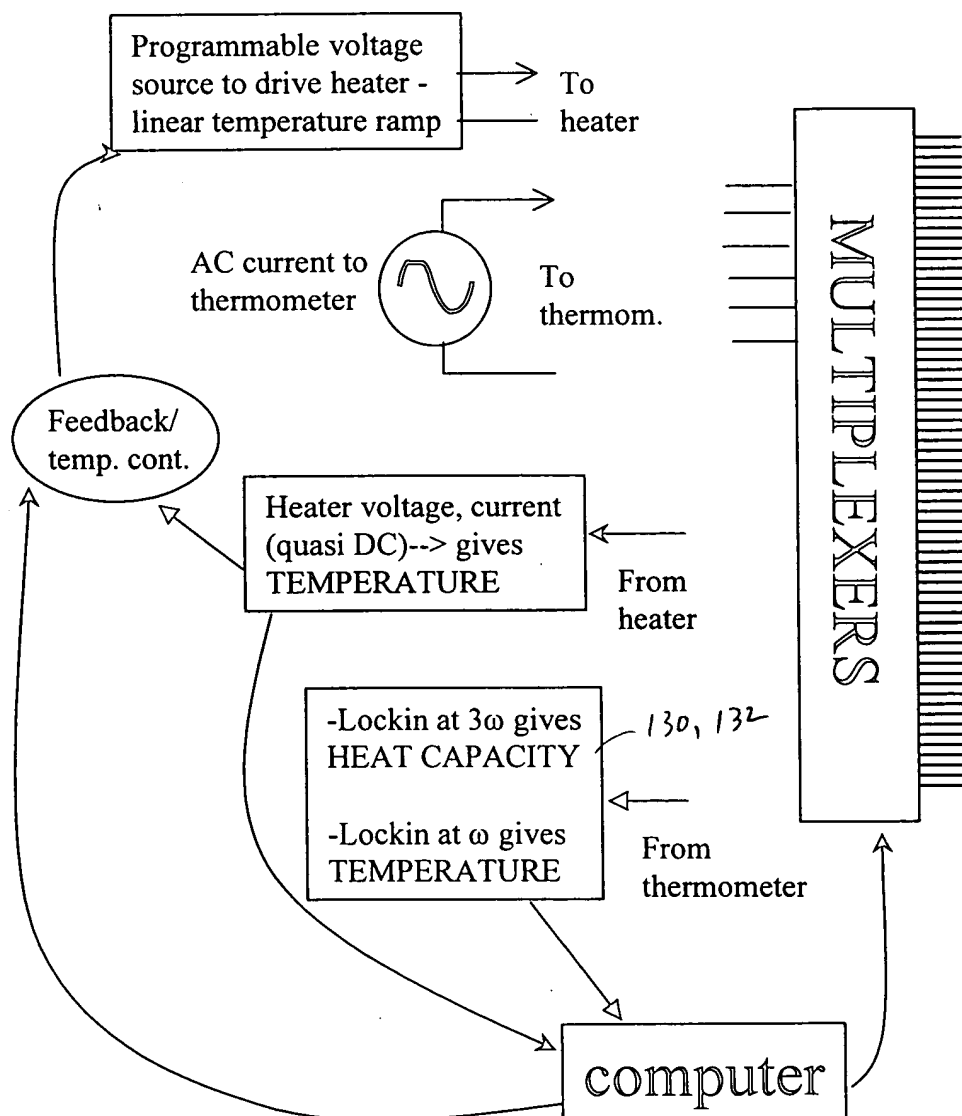 Programmable voltage
source to drive heater -
linear temperature ramp
To
heater
AC current to
thermometer
To
thermom.
MULTIPLEXERS
Feedback/
temp. cont.
Heater voltage, current
(quasi DC)--> gives
TEMPERATURE
From
heater
-Lockin at 3ω gives
HEAT CAPACITY
130, 132
-Lockin at ω gives
TEMPERATURE
From
thermometer
computer